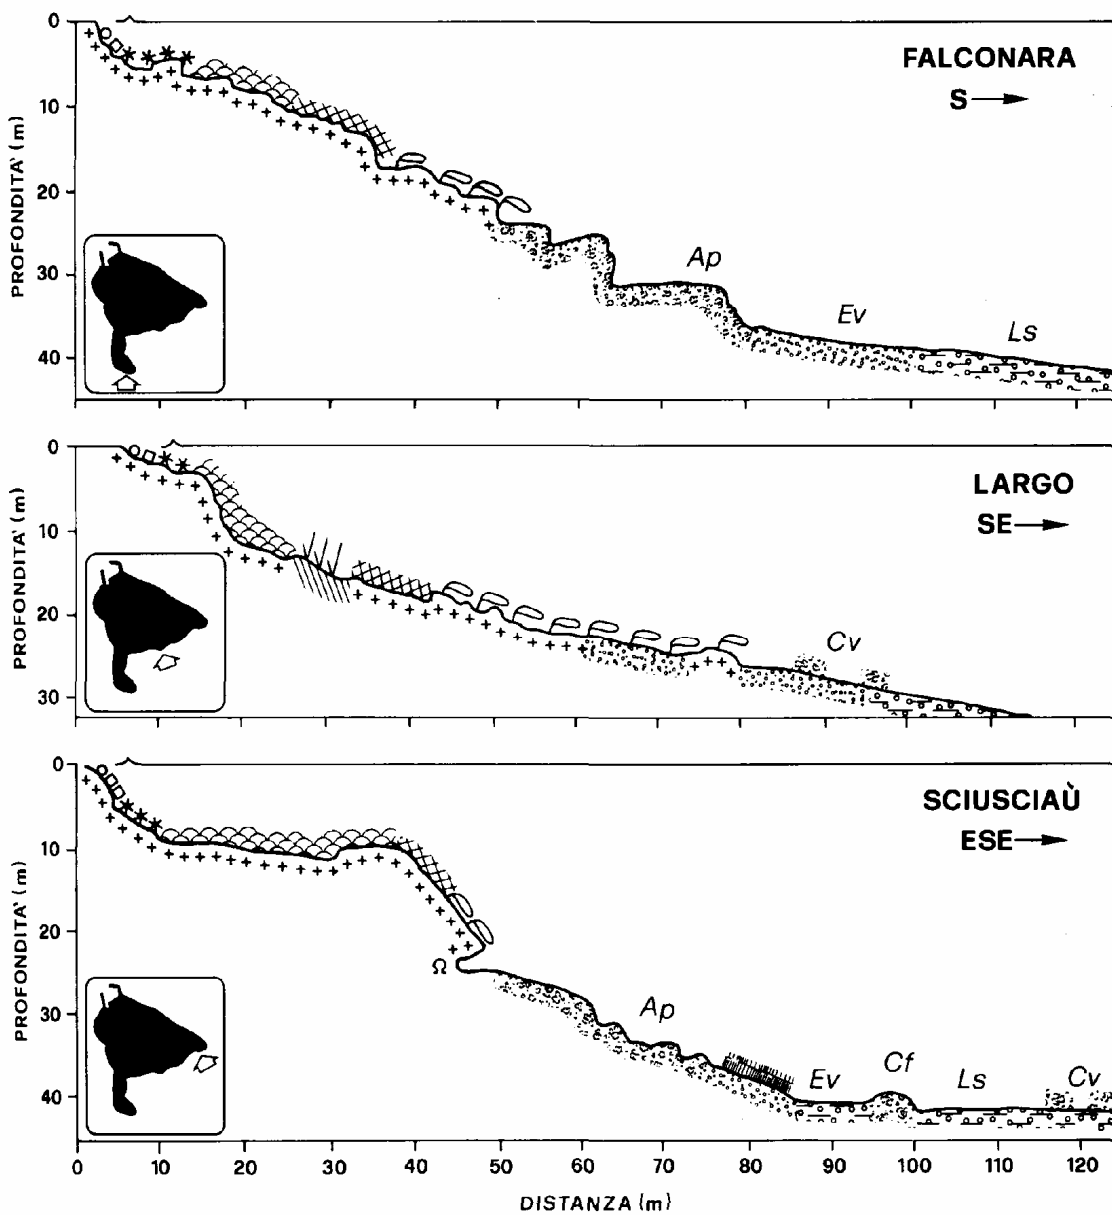 FALCONARA
S
PROFONDITA' (m)
0
10
20
30
40
Ap
Ev
Ls
LARGO
SE
PROFONDITA' (m)
0
10
20
30
Cv
SCIUSCIAÙ
ESE
PROFONDITA' (m)
0
10
20
30
40
Ω
Ap
Ev
Cf
Ls
Cv
0 10 20 30 40 50 60 70 80 90 100 110 120
DISTANZA (m)